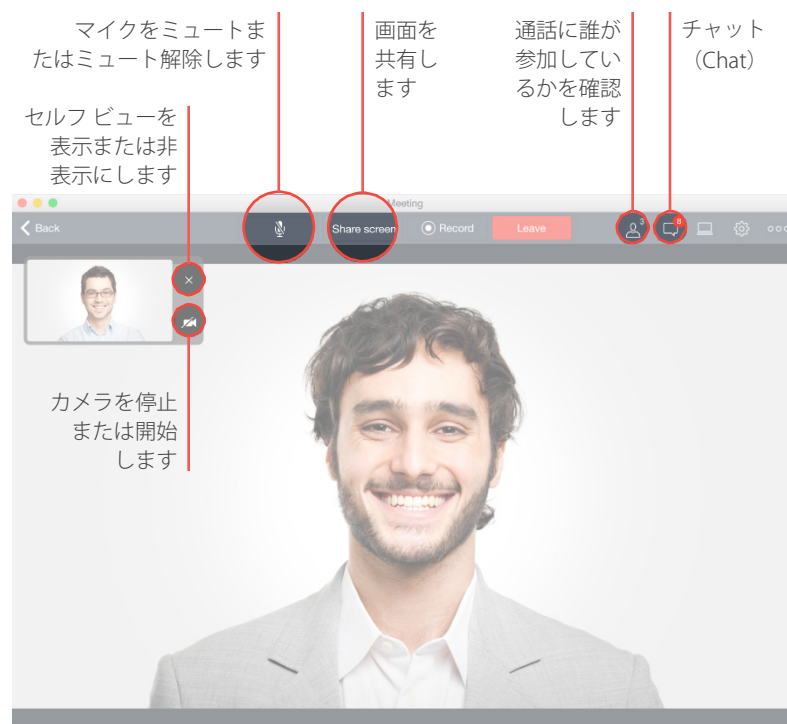 マイクをミュートま
たはミュート解除します
画面を
共有し
ます
通話に誰が
参加してい
るかを確認
します
チャット
（Chat）
セルフ ビューを
表示または非
表示にします
Meeting
Back
Share screen
Record
Leave
3
8
カメラを停止
または開始
します